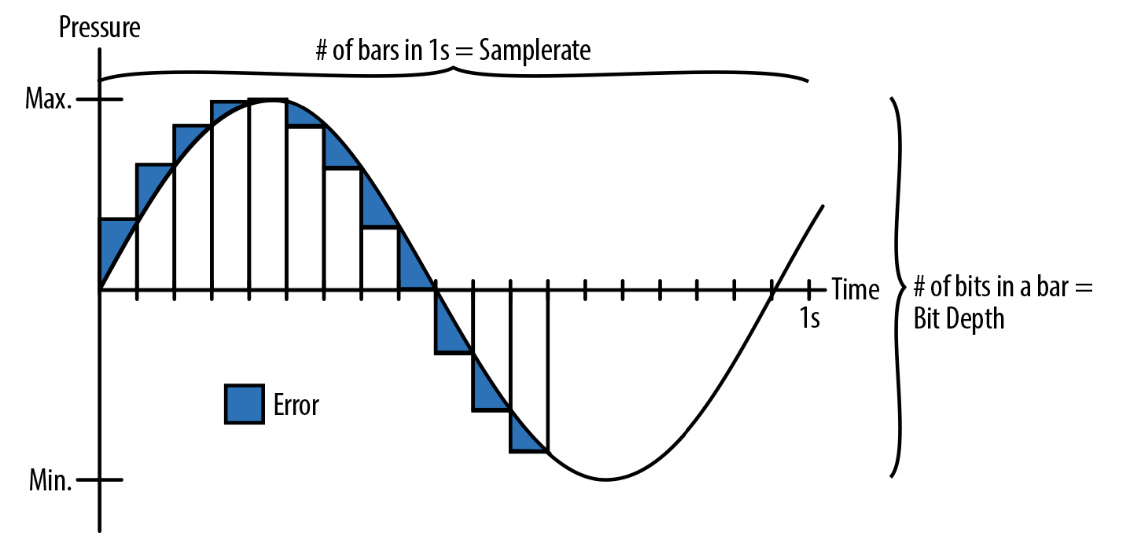 Pressure
# of bars in 1s = Samplerate
Max.
Time
1s
# of bits in a bar =
Bit Depth
Error
Min.